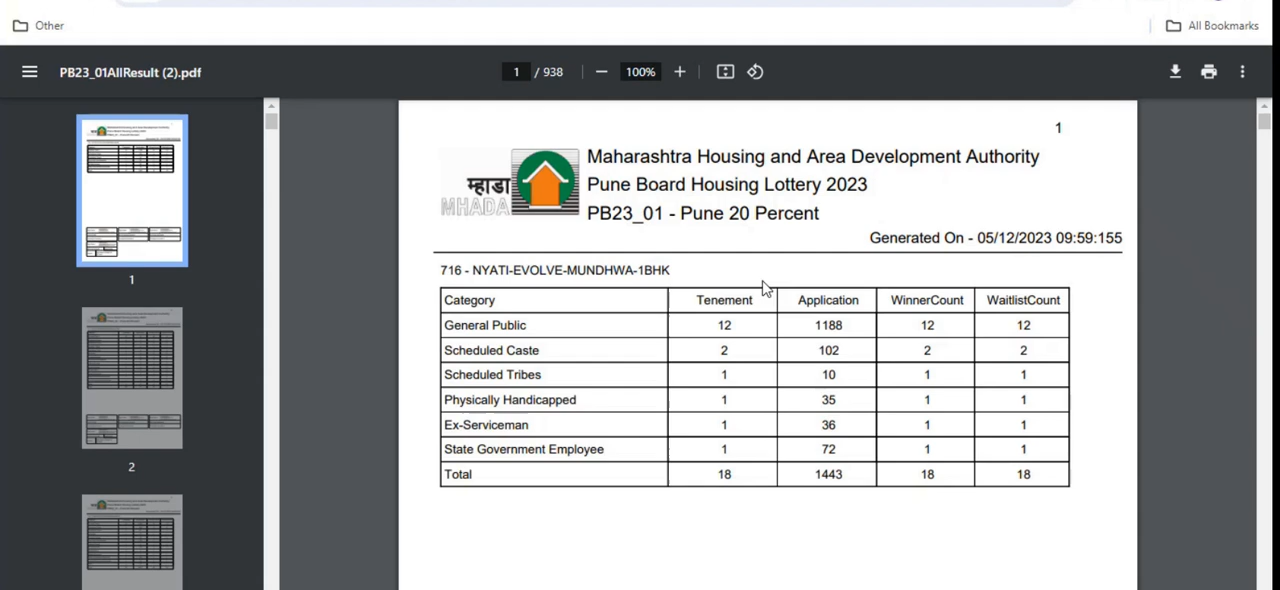 Other
All Bookmarks
PB23_01AllResult (2).pdf
1 / 938
100%
1
2
1
म्हाडा
MHADA
Maharashtra Housing and Area Development Authority
Pune Board Housing Lottery 2023
PB23_01 - Pune 20 Percent
Generated On - 05/12/2023 09:59:155
716 - NYATI-EVOLVE-MUNDHWA-1BHK
Category Tenement Application WinnerCount WaitlistCount
General Public 12 1188 12 12
Scheduled Caste 2 102 2 2
Scheduled Tribes 1 10 1 1
Physically Handicapped 1 35 1 1
Ex-Serviceman 1 36 1 1
State Government Employee 1 72 1 1
Total 18 1443 18 18